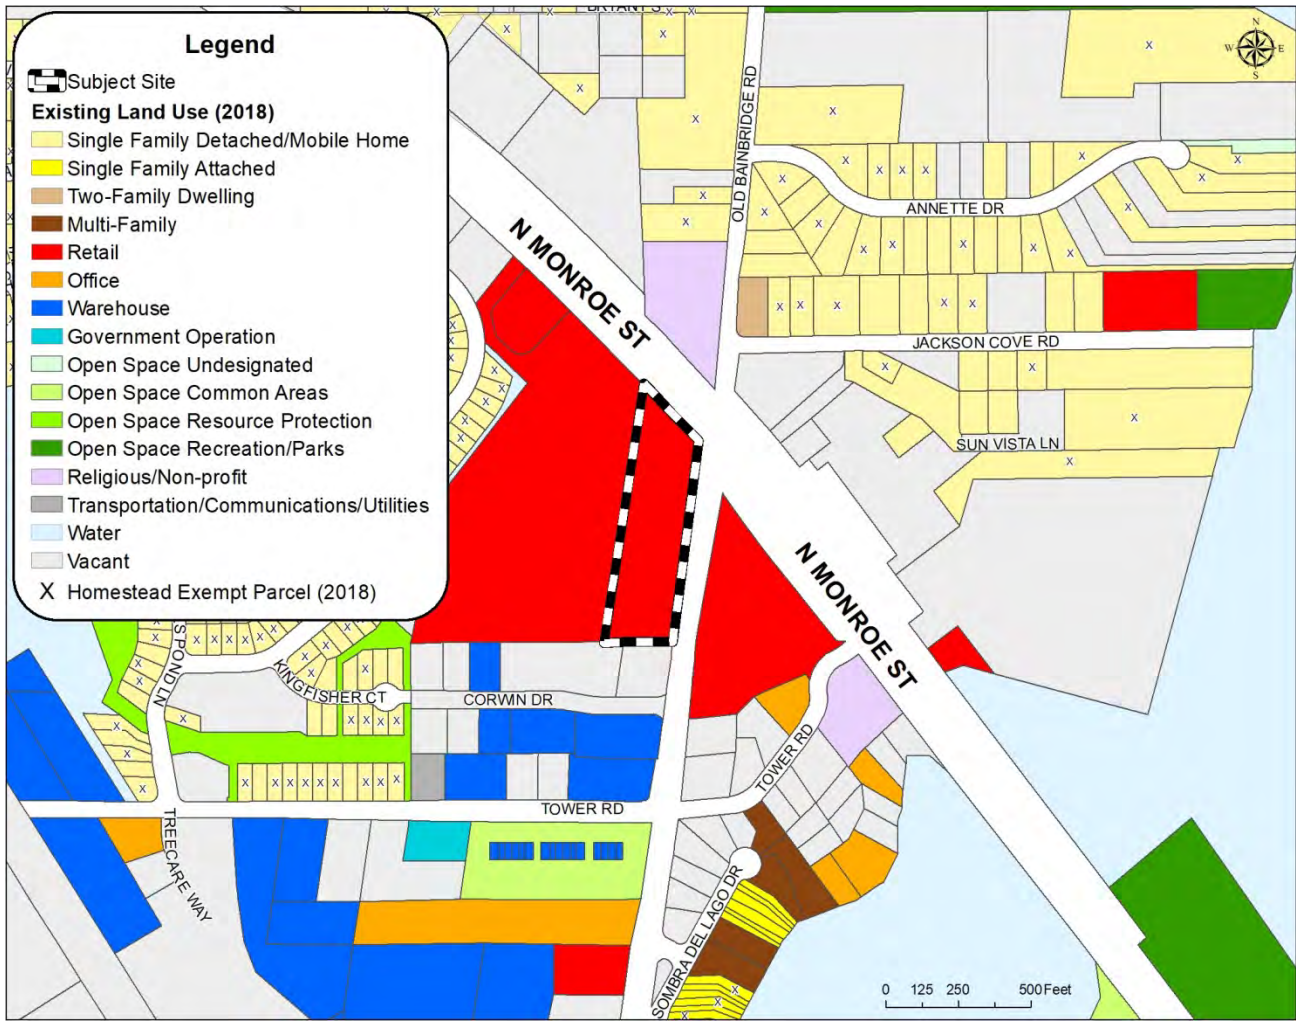 Legend
Subject Site
Existing Land Use (2018)
Single Family Detached/Mobile Home
Single Family Attached
Two-Family Dwelling
Multi-Family
Retail
Office
Warehouse
Government Operation
Open Space Undesignated
Open Space Common Areas
Open Space Resource Protection
Open Space Recreation/Parks
Religious/Non-profit
Transportation/Communications/Utilities
Water
Vacant
X Homestead Exempt Parcel (2018)
N
W E
S
OLD BAINBRIDGE RD
ANNETTE DR
N MONROE ST
JACKSON COVE RD
SUN VISTA LN
N MONROE ST
KINGFISHER CT
CORWIN DR
TOWER RD
TOWER RD
TREECARE WAY
SOMBRA DEL LAGO DR
0 125 250 500 Feet